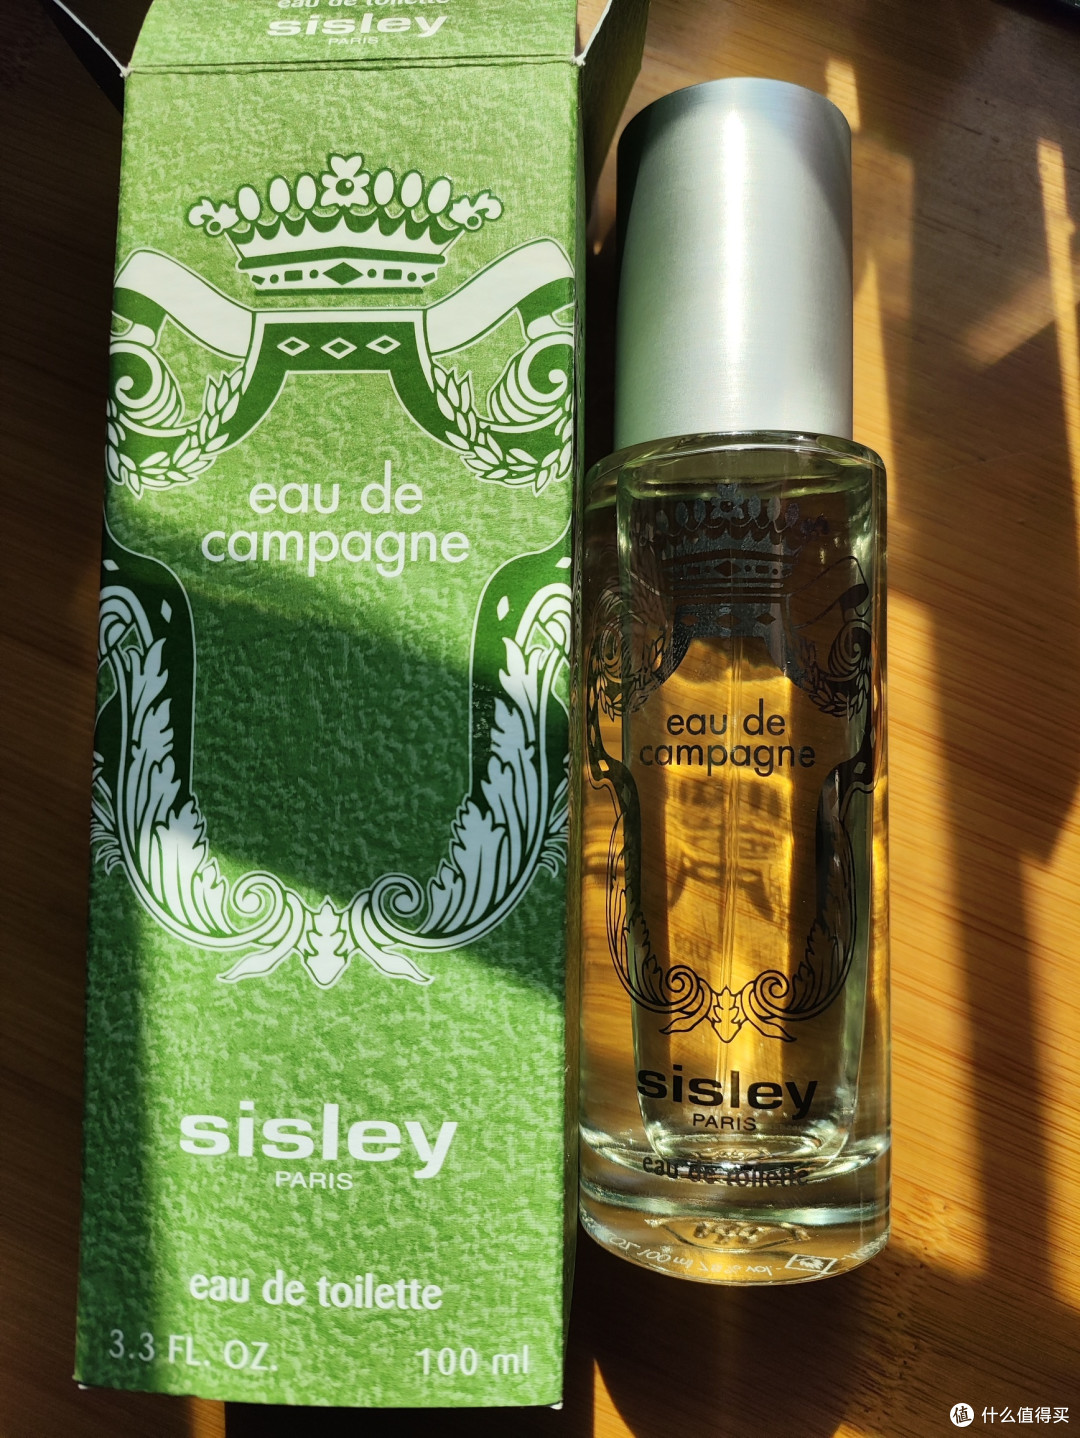 eau de toilette
sisley
PARIS
eau de
campagne
sisley
PARIS
eau de toilette
3.3 FL. OZ.
100 ml
eau de
campagne
sisley
PARIS
eau de toilette
什么值得买